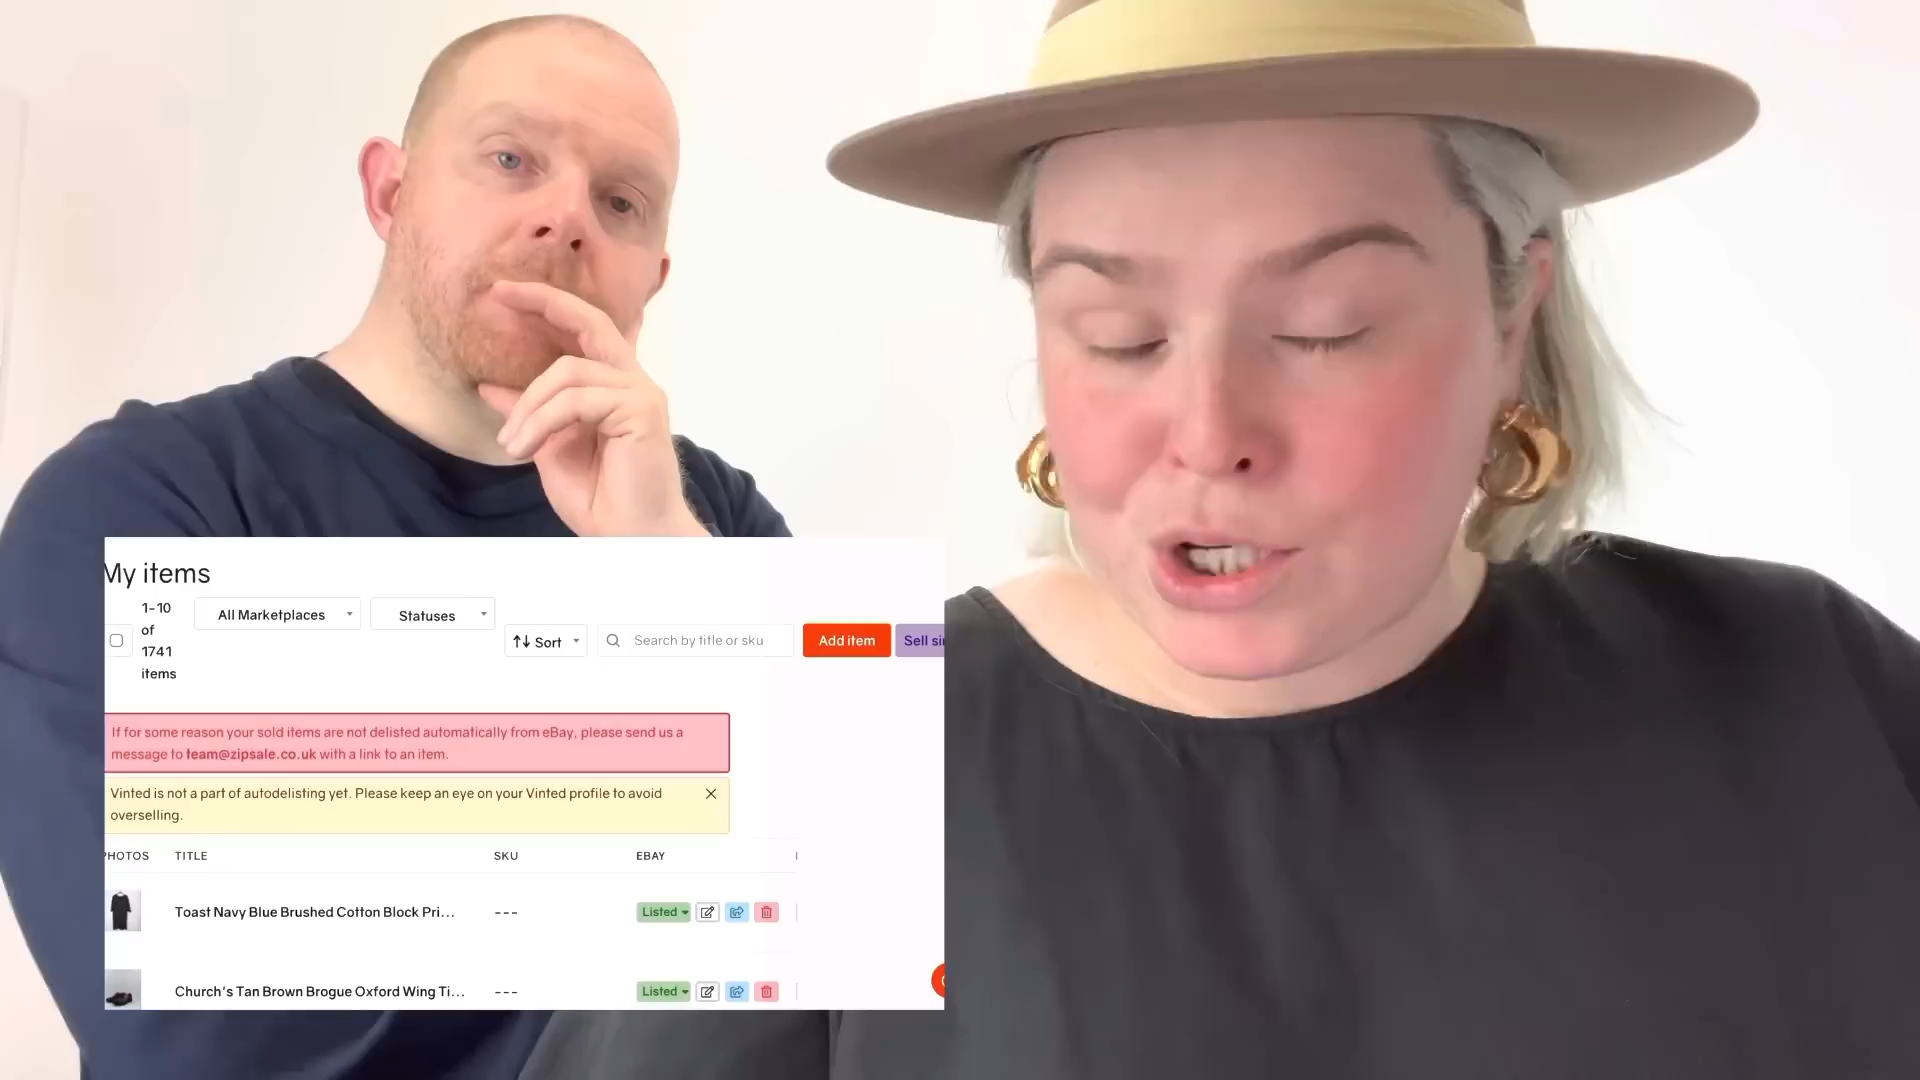 My items
1-10
of
1741
items
All Marketplaces
Statuses
Sort
Search by title or sku
Add item
Sell
If for some reason your sold items are not delisted automatically from eBay, please send us a
message to team@zipsale.co.uk with a link to an item.
Vinted is not a part of autodelisting yet. Please keep an eye on your Vinted profile to avoid
overselling.
PHOTOS TITLE SKU EBAY
Toast Navy Blue Brushed Cotton Block Pri... --- Listed
Church's Tan Brown Brogue Oxford Wing Ti... --- Listed